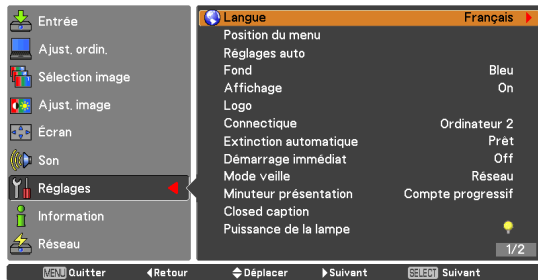 Entrée
Ajust. ordin.
Sélection image
Ajust. image
Écran
Son
Réglages
Information
Réseau
Langue Français
Position du menu
Réglages auto
Fond Bleu
Affichage On
Logo
Connectique Ordinateur 2
Extinction automatique Prêt
Démarrage immédiat Off
Mode veille Réseau
Minuteur présentation Compte progressif
Closed caption
Puissance de la lampe
1/2
MENU Quitter Retour Déplacer Suivant SELECT Suivant